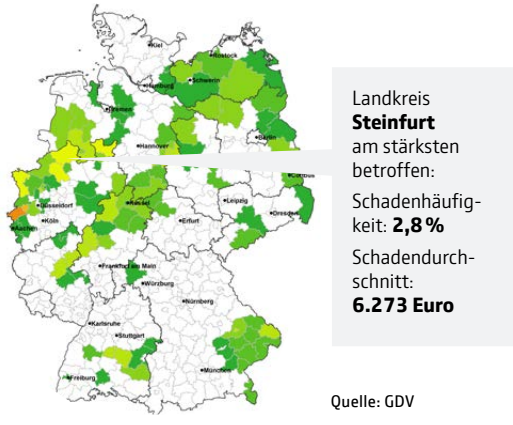 Kiel
Rostock
Schwerin
Hamburg
Bremen
Berlin
Hannover
Cottbus
Düsseldorf
Kassel
Leipzig
Köln
Erfurt
Dresden
Aachen
Frankfurt am Main
Würzburg
Nürnberg
Karlsruhe
Stuttgart
München
Freiburg
Landkreis
Steinfurt
am stärksten
betroffen:
Schadenhäufig-
keit: 2,8 %
Schadendurch-
schnitt:
6.273 Euro
Quelle: GDV